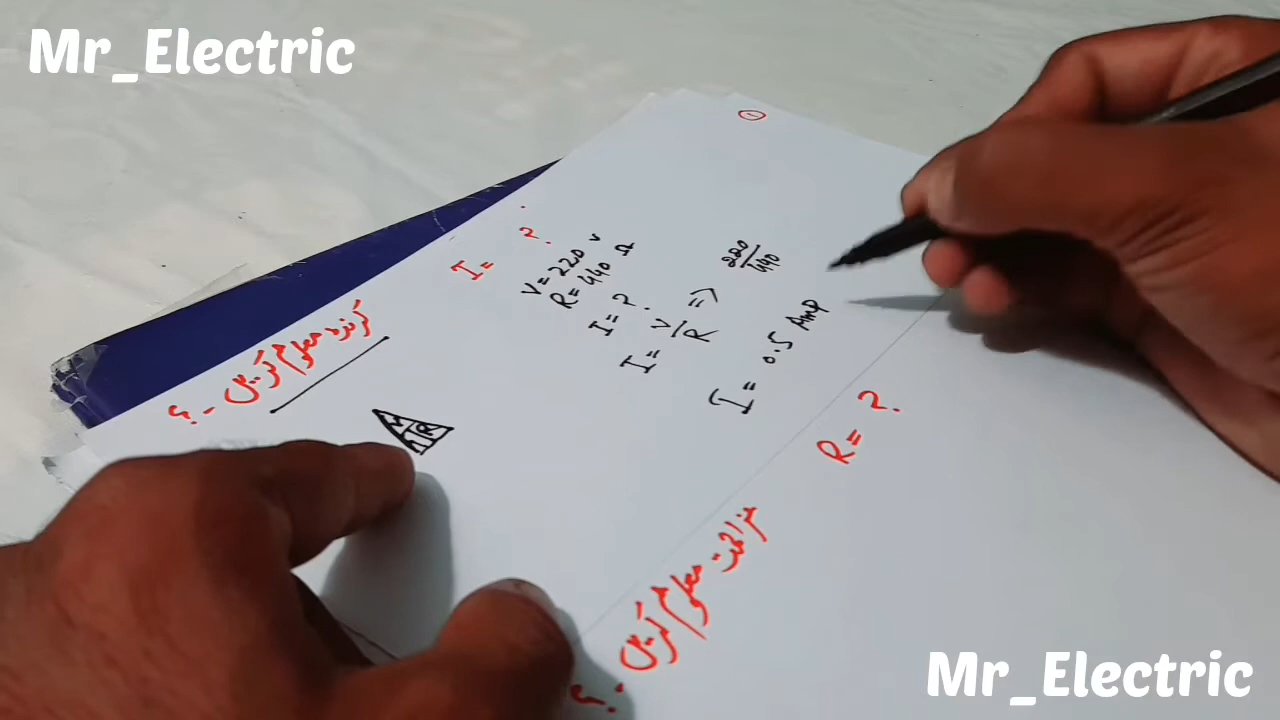 Mr_Electric
①
I = ?
کرنٹ معلوم کریں ۔ ؟
V = 220 v
R = 440 Ω
I = ?
I = V/R => 220/440
I = 0.5 Amp
V
I R
R = ?
مزاحمت معلوم کریں ۔ ؟
Mr_Electric